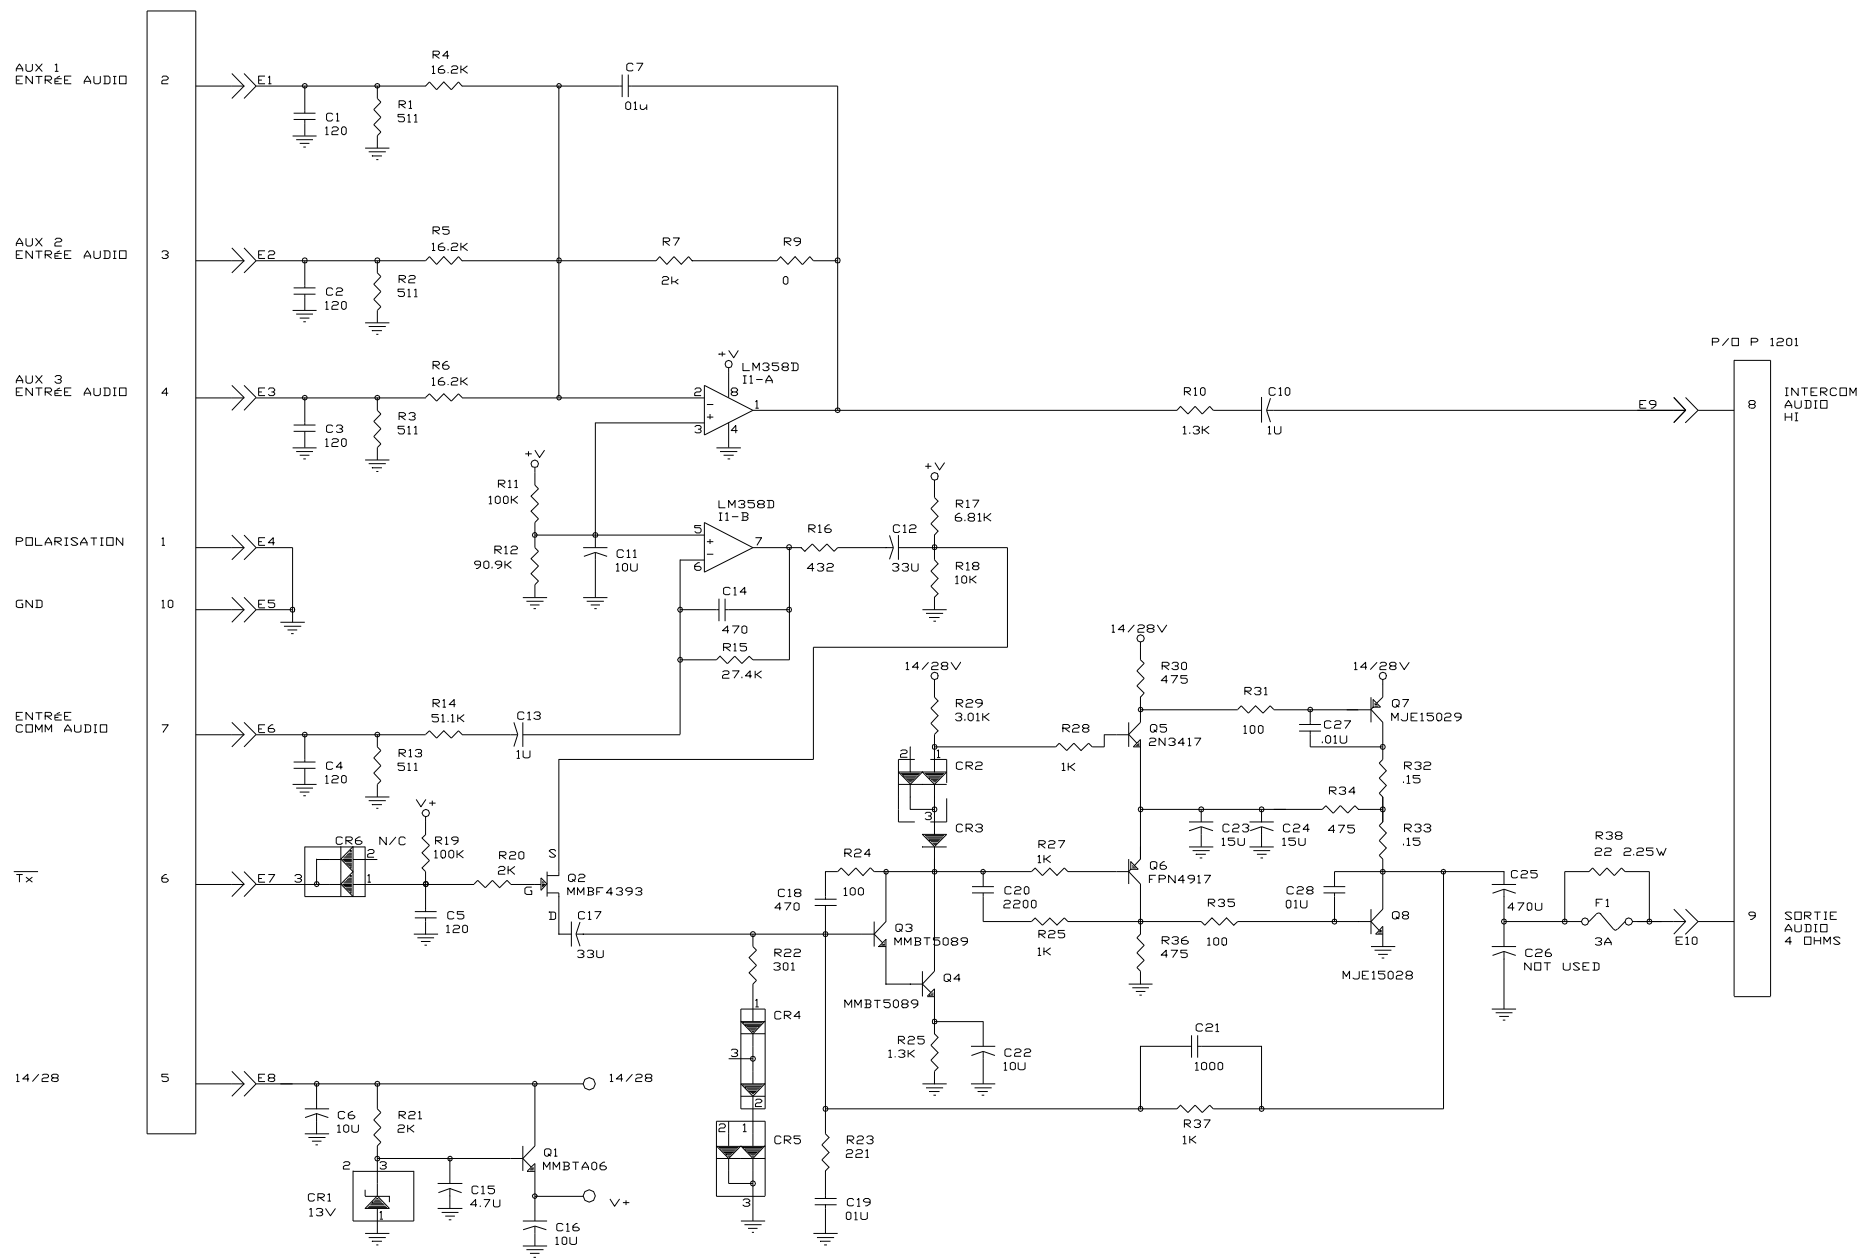 AUX 1
ENTRÉE AUDIO
2
E1
C1
120
R1
511
R4
16.2K
C7
01u
AUX 2
ENTRÉE AUDIO
3
E2
C2
120
R2
511
R5
16.2K
R7
2k
R9
0
AUX 3
ENTRÉE AUDIO
4
E3
C3
120
R3
511
R6
16.2K
+V
LM358D
I1-A
2
3
8
4
1
-
+
R10
1.3K
C10
1U
E9
P/O P 1201
8
INTERCOM
AUDIO
HI
+V
R11
100K
R12
90.9K
C11
10U
LM358D
I1-B
5
6
7
+
-
R16
432
C12
33U
+V
R17
6.81K
R18
10K
C14
470
R15
27.4K
POLARISATION
1
E4
GND
10
E5
ENTRÉE
COMM AUDIO
7
E6
C4
120
R13
511
R14
51.1K
C13
1U
V+
R19
100K
CR6
N/C
2
3
1
Tx
6
E7
C5
120
R20
2K
S
G
D
Q2
MMBF4393
C17
33U
14/28V
R29
3.01K
2
1
3
CR2
CR3
R28
1K
14/28V
R30
475
Q5
2N3417
R31
100
C27
.01U
14/28V
Q7
MJE15029
R32
.15
R34
475
R33
.15
C23
15U
C24
15U
R24
100
C18
470
R27
1K
Q6
FPN4917
C20
2200
R25
1K
R35
100
R36
475
C28
01U
Q8
MJE15028
C25
470U
C26
NOT USED
R38
22 2.25W
F1
3A
E10
9
SORTIE
AUDIO
4 OHMS
Q3
MMBT5089
Q4
MMBT5089
R25
1.3K
C22
10U
R22
301
1
CR4
3
2
2
1
CR5
3
C21
1000
R37
1K
R23
221
C19
01U
14/28
5
E8
14/28
C6
10U
R21
2K
2
3
CR1
13V
1
C15
4.7U
Q1
MMBTA06
V+
C16
10U